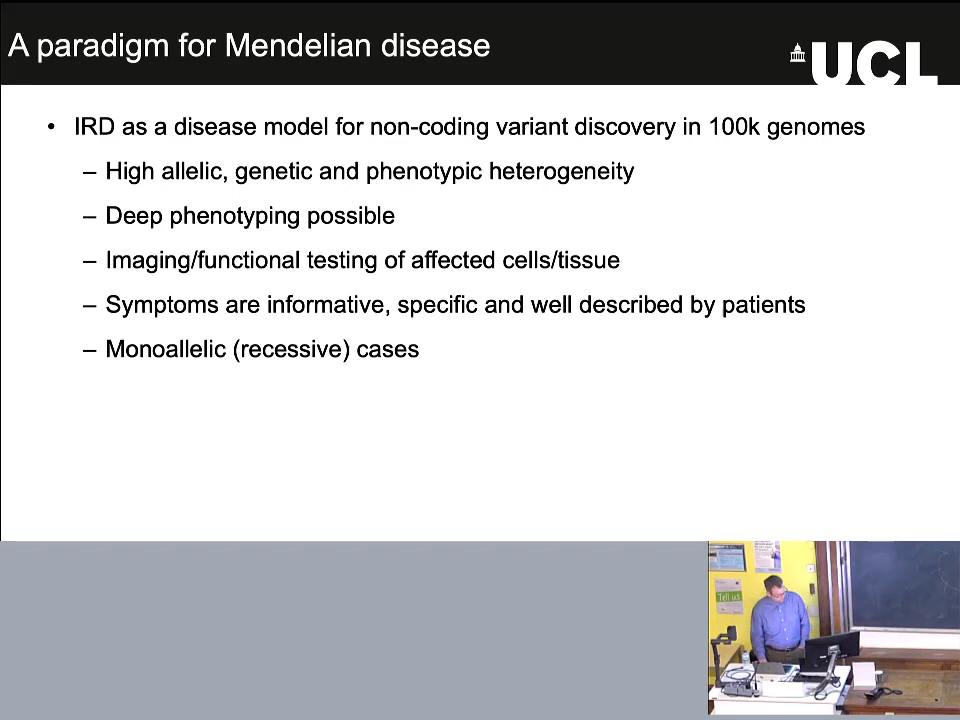 A paradigm for Mendelian disease
UCL
• IRD as a disease model for non-coding variant discovery in 100k genomes
– High allelic, genetic and phenotypic heterogeneity
– Deep phenotyping possible
– Imaging/functional testing of affected cells/tissue
– Symptoms are informative, specific and well described by patients
– Monoallelic (recessive) cases
Tell us